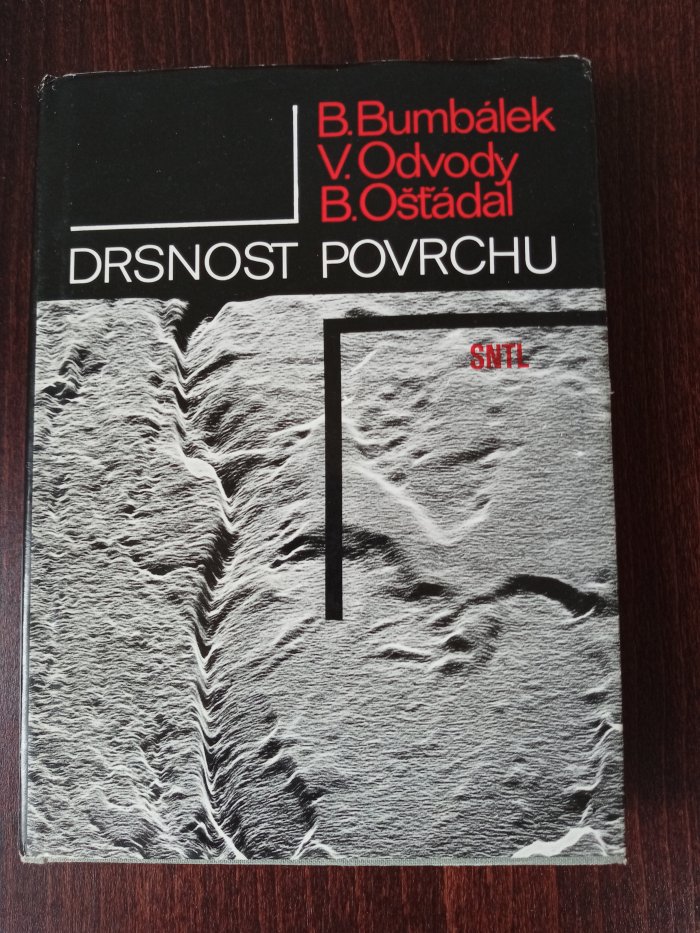 B. Bumbálek
V. Odvody
B. Ošťádal
DRSNOST POVRCHU
SNTL